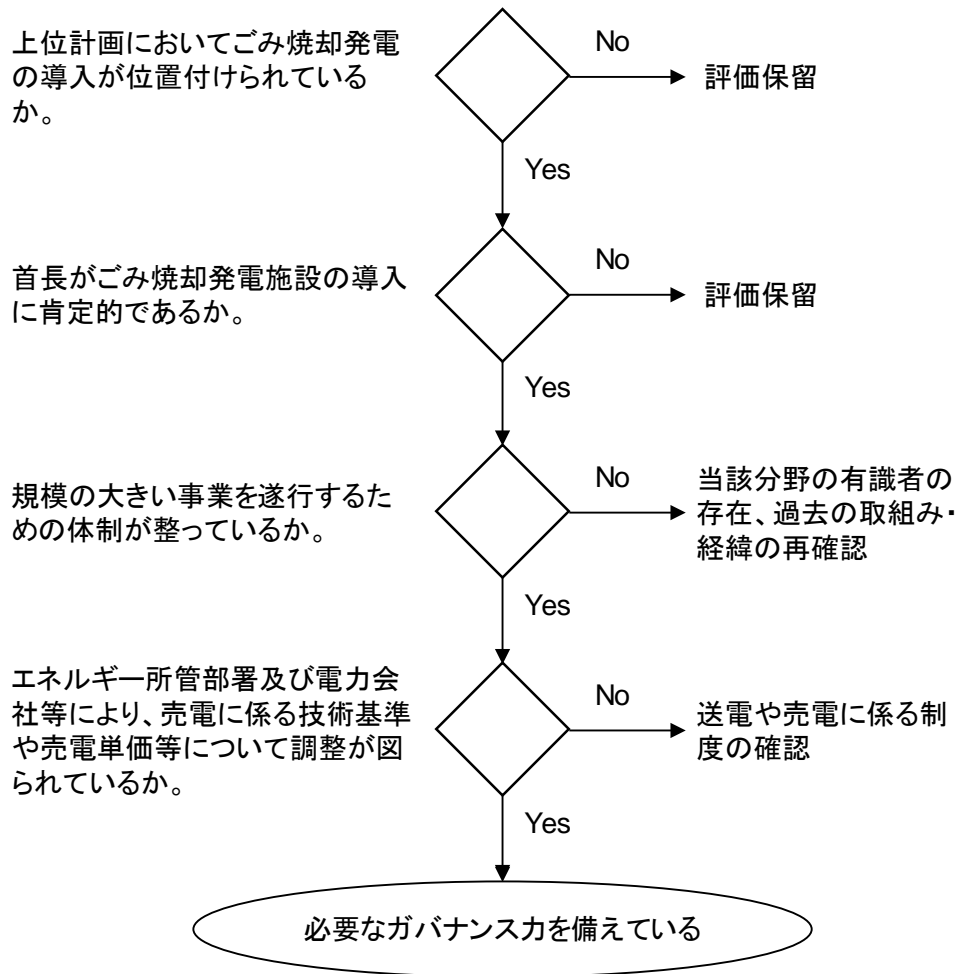 上位計画においてごみ焼却発電
の導入が位置付けられている
か。
No
評価保留
Yes
首長がごみ焼却発電施設の導入
に肯定的であるか。
No
評価保留
Yes
規模の大きい事業を遂行するた
めの体制が整っているか。
No
当該分野の有識者の
存在、過去の取組み・
経緯の再確認
Yes
エネルギー所管部署及び電力会
社等により、売電に係る技術基準
や売電単価等について調整が図
られているか。
No
送電や売電に係る制
度の確認
Yes
必要なガバナンス力を備えている